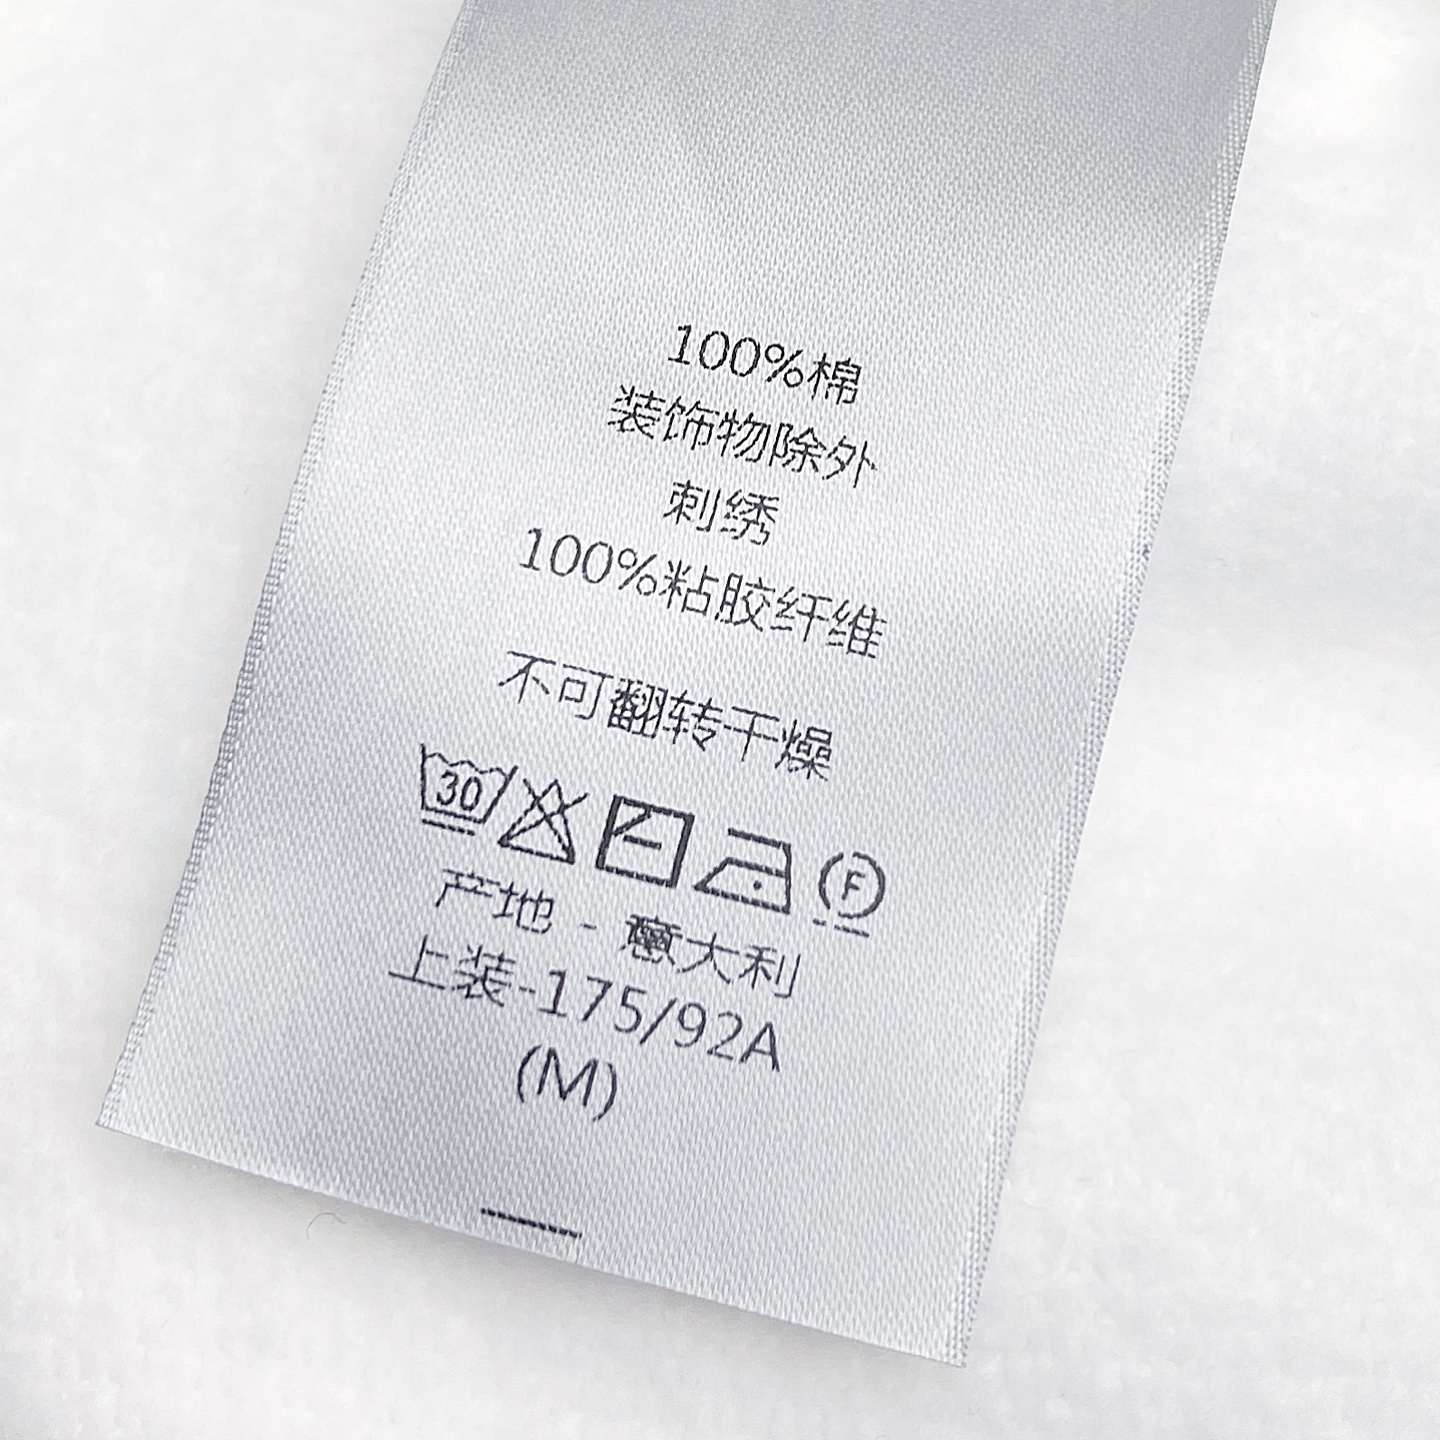 100%棉
装饰物除外
刺绣
100%粘胶纤维
不可翻转干燥
30 F
产地 - 意大利
上装-175/92A
(M)